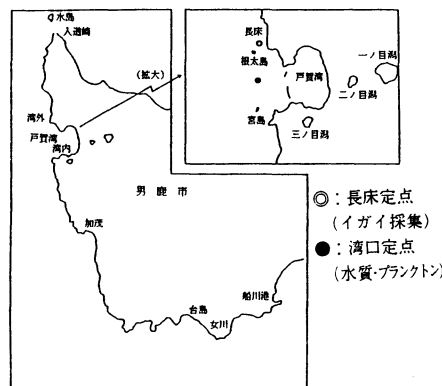 水島
入道崎
(拡大)
湾外
戸賀湾
湾内
男鹿市
加茂
台島
女川
船川港
長床
根太島
戸賀湾
宮島
一ノ目潟
二ノ目潟
三ノ目潟
◎:長床定点
(イガイ採集)
●:湾口定点
(水質・プランクトン)